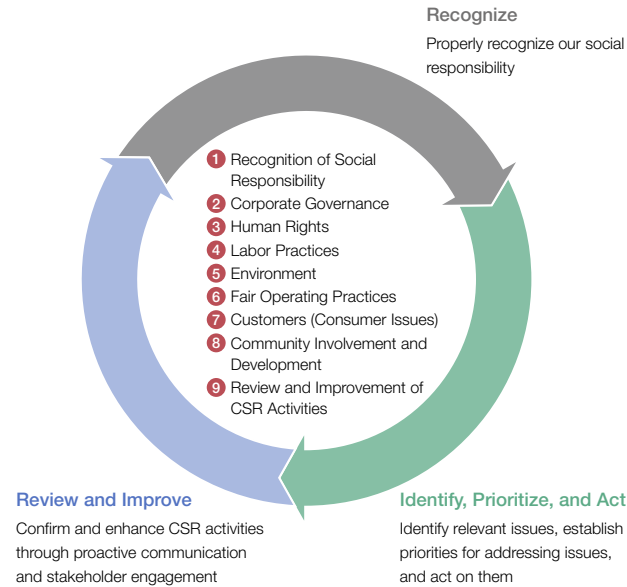 Recognize
Properly recognize our social
responsibility
1 Recognition of Social
Responsibility
2 Corporate Governance
3 Human Rights
4 Labor Practices
5 Environment
6 Fair Operating Practices
7 Customers (Consumer Issues)
8 Community Involvement and
Development
9 Review and Improvement of
CSR Activities
Review and Improve
Confirm and enhance CSR activities
through proactive communication
and stakeholder engagement
Identify, Prioritize, and Act
Identify relevant issues, establish
priorities for addressing issues,
and act on them